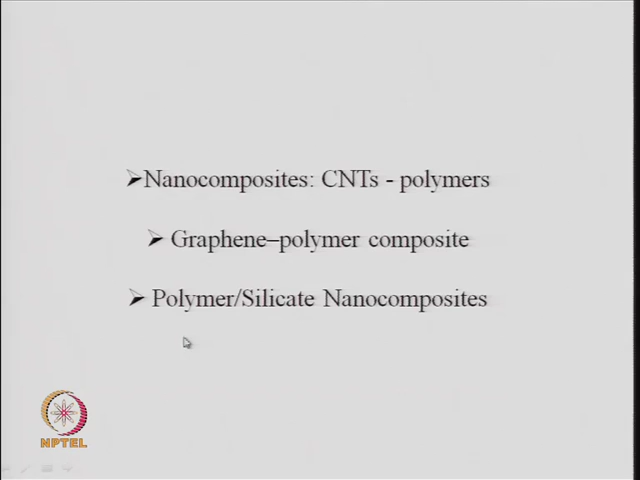 ➢Nanocomposites: CNTs - polymers
➢ Graphene–polymer composite
➢ Polymer/Silicate Nanocomposites
NPTEL